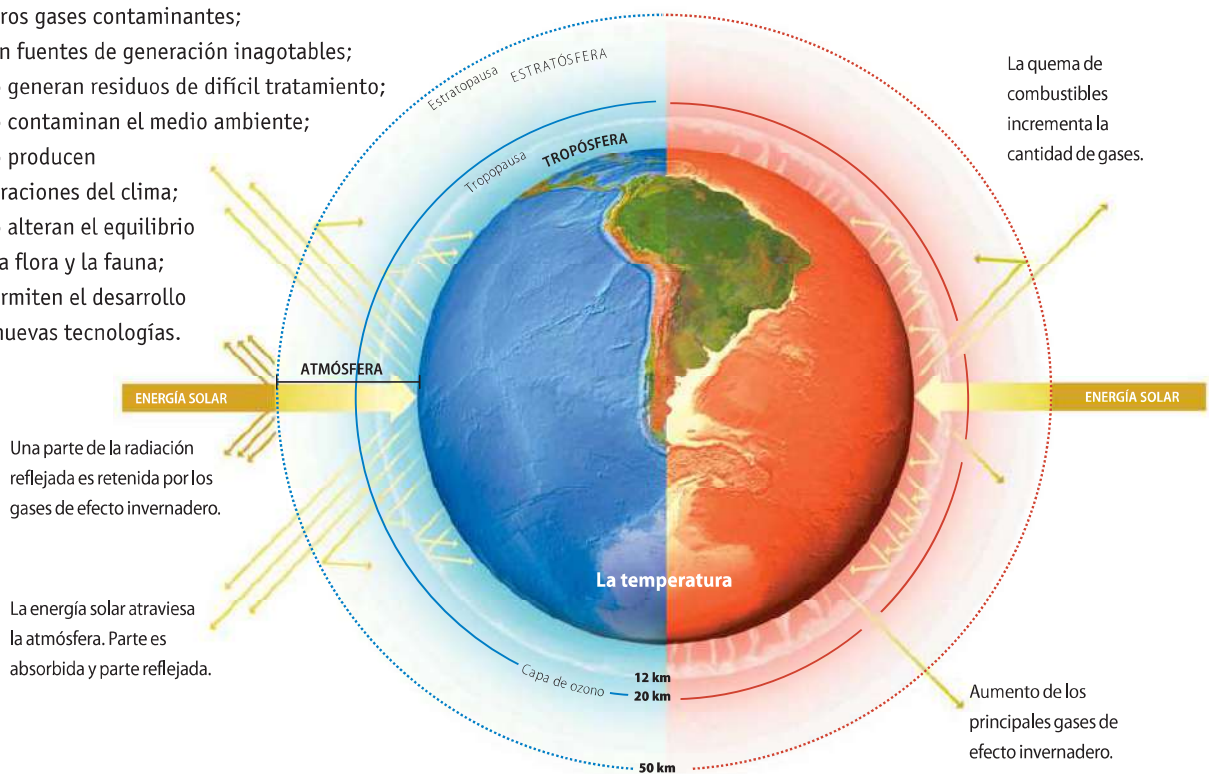 ros gases contaminantes;
n fuentes de generación inagotables;
generan residuos de difícil tratamiento;
contaminan el medio ambiente;
producen
raciones del clima;
alteran el equilibrio
a flora y la fauna;
rmiten el desarrollo
nuevas tecnologías.
Estratopausa ESTRATÓSFERA
Tropopausa TROPÓSFERA
La quema de
combustibles
incrementa la
cantidad de gases.
ATMÓSFERA
ENERGÍA SOLAR
ENERGÍA SOLAR
Una parte de la radiación
reflejada es retenida por los
gases de efecto invernadero.
La energía solar atraviesa
la atmósfera. Parte es
absorbida y parte reflejada.
La temperatura
Capa de ozono
12 km
20 km
50 km
Aumento de los
principales gases de
efecto invernadero.